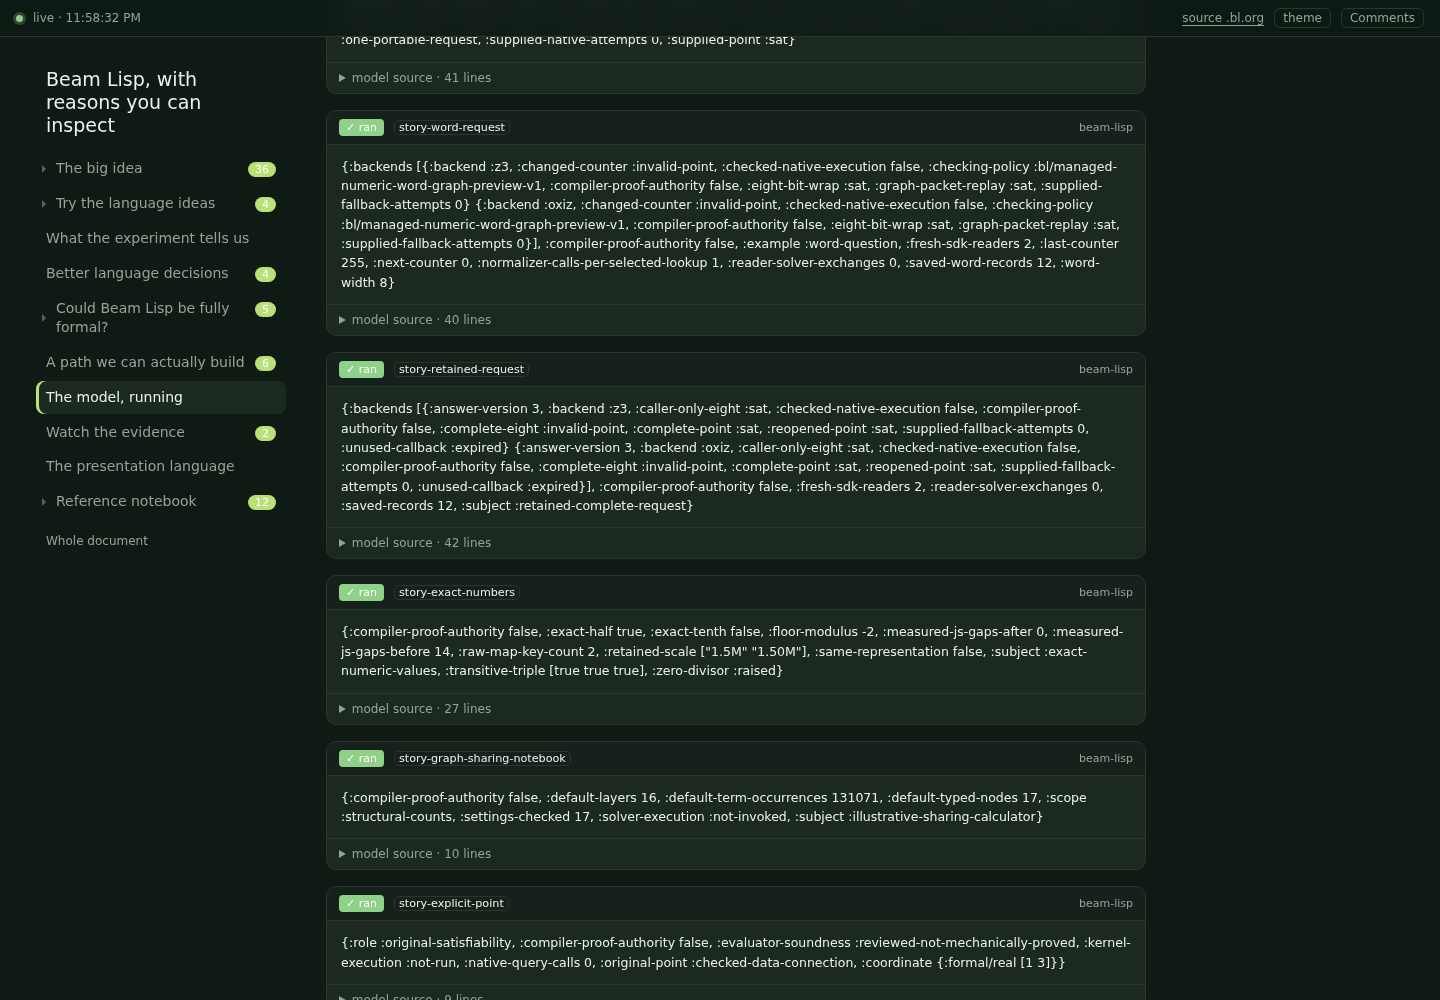 live · 11:58:32 PM
source .bl.org
theme
Comments
Beam Lisp, with
reasons you can
inspect
The big idea
36
Try the language ideas
4
What the experiment tells us
Better language decisions
4
Could Beam Lisp be fully
formal?
5
A path we can actually build
6
The model, running
Watch the evidence
2
The presentation language
Reference notebook
12
Whole document
:one-portable-request, :supplied-native-attempts 0, :supplied-point :sat}
model source · 41 lines
✓ ran
story-word-request
beam-lisp
{:backends [{:backend :z3, :changed-counter :invalid-point, :checked-native-execution false, :checking-policy :bl/managed-
numeric-word-graph-preview-v1, :compiler-proof-authority false, :eight-bit-wrap :sat, :graph-packet-replay :sat, :supplied-
fallback-attempts 0} {:backend :oxiz, :changed-counter :invalid-point, :checked-native-execution false, :checking-policy
:bl/managed-numeric-word-graph-preview-v1, :compiler-proof-authority false, :eight-bit-wrap :sat, :graph-packet-replay :sat,
:supplied-fallback-attempts 0}], :compiler-proof-authority false, :example :word-question, :fresh-sdk-readers 2, :last-counter
255, :next-counter 0, :normalizer-calls-per-selected-lookup 1, :reader-solver-exchanges 0, :saved-word-records 12, :word-
width 8}
model source · 40 lines
✓ ran
story-retained-request
beam-lisp
{:backends [{:answer-version 3, :backend :z3, :caller-only-eight :sat, :checked-native-execution false, :compiler-proof-
authority false, :complete-eight :invalid-point, :complete-point :sat, :reopened-point :sat, :supplied-fallback-attempts 0,
:unused-callback :expired} {:answer-version 3, :backend :oxiz, :caller-only-eight :sat, :checked-native-execution false,
:compiler-proof-authority false, :complete-eight :invalid-point, :complete-point :sat, :reopened-point :sat, :supplied-fallback-
attempts 0, :unused-callback :expired}], :compiler-proof-authority false, :fresh-sdk-readers 2, :reader-solver-exchanges 0,
:saved-records 12, :subject :retained-complete-request}
model source · 42 lines
✓ ran
story-exact-numbers
beam-lisp
{:compiler-proof-authority false, :exact-half true, :exact-tenth false, :floor-modulus -2, :measured-js-gaps-after 0, :measured-
js-gaps-before 14, :raw-map-key-count 2, :retained-scale ["1.5M" "1.50M"], :same-representation false, :subject :exact-
numeric-values, :transitive-triple [true true true], :zero-divisor :raised}
model source · 27 lines
✓ ran
story-graph-sharing-notebook
beam-lisp
{:compiler-proof-authority false, :default-layers 16, :default-term-occurrences 131071, :default-typed-nodes 17, :scope
:structural-counts, :settings-checked 17, :solver-execution :not-invoked, :subject :illustrative-sharing-calculator}
model source · 10 lines
✓ ran
story-explicit-point
beam-lisp
{:role :original-satisfiability, :compiler-proof-authority false, :evaluator-soundness :reviewed-not-mechanically-proved, :kernel-
execution :not-run, :native-query-calls 0, :original-point :checked-data-connection, :coordinate {:formal/real [1 3]}}
model source · 9 lines